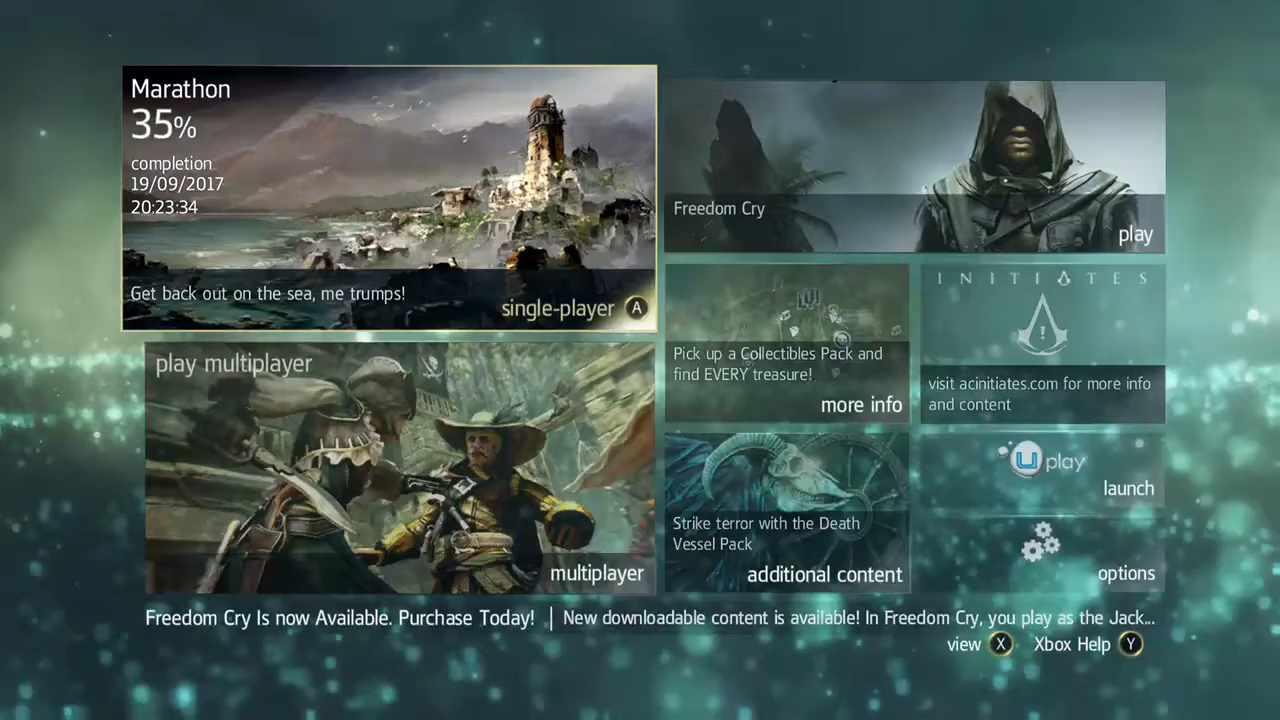 Marathon
35%
completion
19/09/2017
20:23:34
Get back out on the sea, me trumps!
single-player A
Freedom Cry
play
play multiplayer
multiplayer
Pick up a Collectibles Pack and
find EVERY treasure!
more info
INITIATES
visit acinitiates.com for more info
and content
Strike terror with the Death
Vessel Pack
additional content
U play
launch
options
Freedom Cry Is now Available. Purchase Today! | New downloadable content is available! In Freedom Cry, you play as the Jack...
view X Xbox Help Y